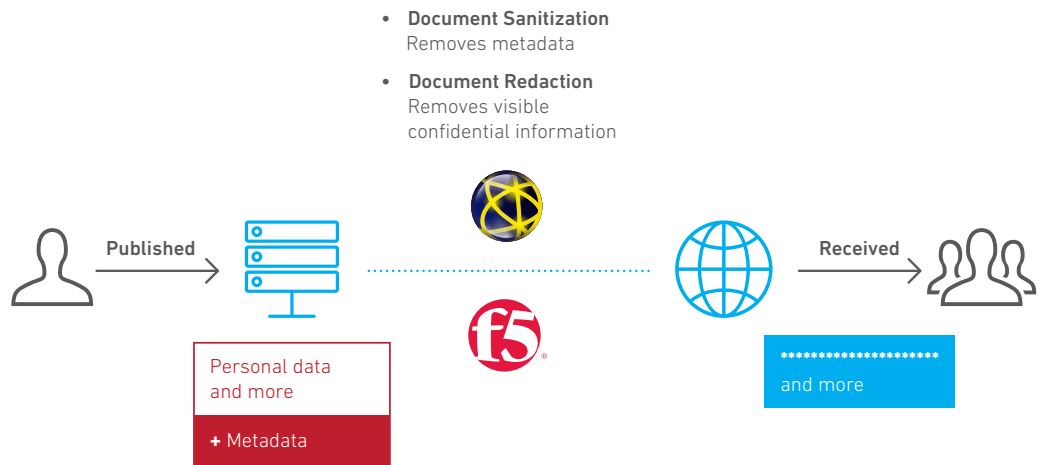 • Document Sanitization
Removes metadata
• Document Redaction
Removes visible
confidential information
Published
Received
f5®
Personal data
and more
+ Metadata
*********************
and more